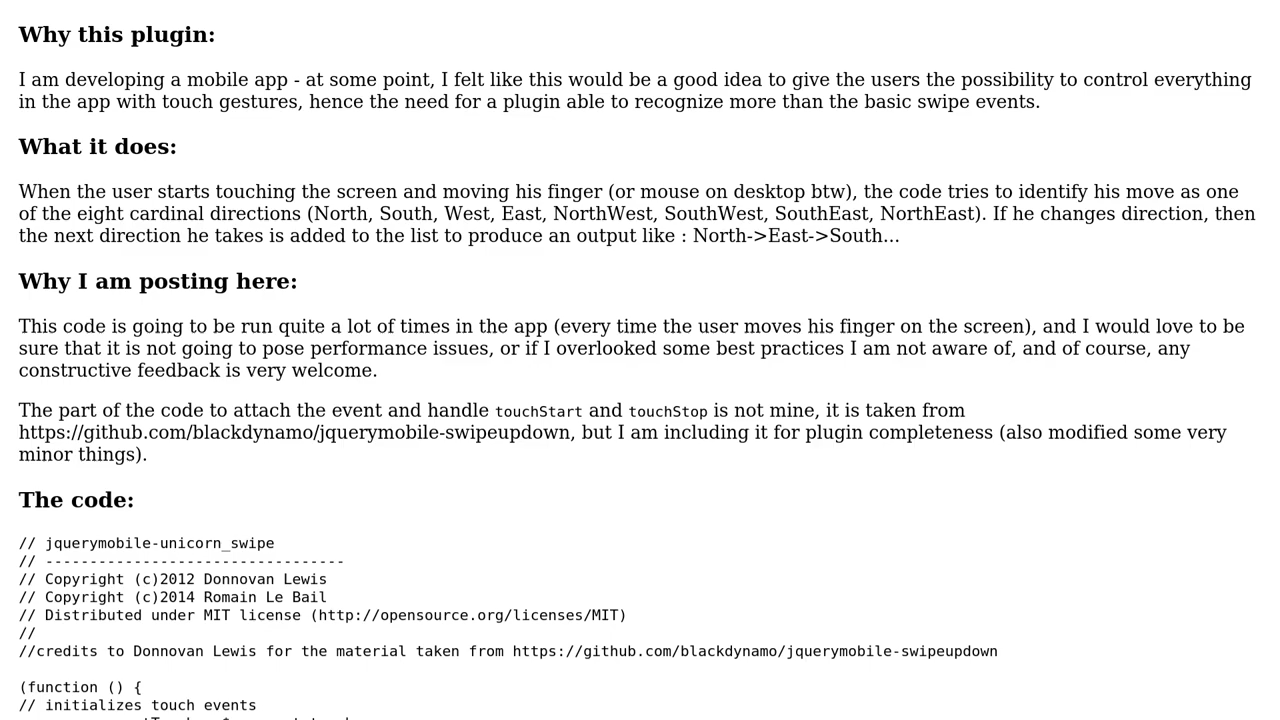 Why this plugin:
I am developing a mobile app - at some point, I felt like this would be a good idea to give the users the possibility to control everything
in the app with touch gestures, hence the need for a plugin able to recognize more than the basic swipe events.
What it does:
When the user starts touching the screen and moving his finger (or mouse on desktop btw), the code tries to identify his move as one
of the eight cardinal directions (North, South, West, East, NorthWest, SouthWest, SouthEast, NorthEast). If he changes direction, then
the next direction he takes is added to the list to produce an output like : North->East->South...
Why I am posting here:
This code is going to be run quite a lot of times in the app (every time the user moves his finger on the screen), and I would love to be
sure that it is not going to pose performance issues, or if I overlooked some best practices I am not aware of, and of course, any
constructive feedback is very welcome.
The part of the code to attach the event and handle touchStart and touchStop is not mine, it is taken from
https://github.com/blackdynamo/jquerymobile-swipeupdown, but I am including it for plugin completeness (also modified some very
minor things).
The code:
// jquerymobile-unicorn_swipe
// ----------------------------------
// Copyright (c)2012 Donnovan Lewis
// Copyright (c)2014 Romain Le Bail
// Distributed under MIT license (http://opensource.org/licenses/MIT)
//
//credits to Donnovan Lewis for the material taken from https://github.com/blackdynamo/jquerymobile-swipeupdown
(function () {
// initializes touch events